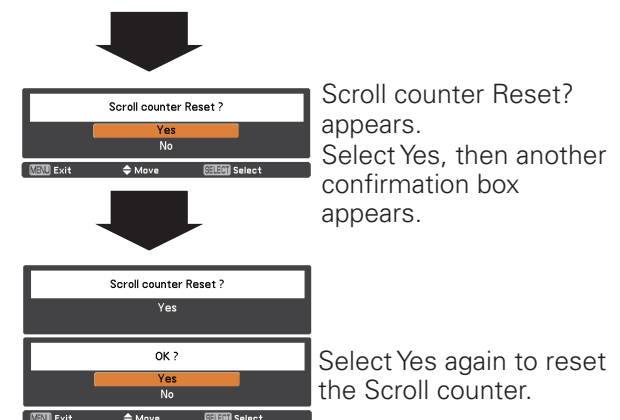 Scroll counter Reset ?
Yes
No
MENU Exit Move SELECT Select
Scroll counter Reset?
appears.
Select Yes, then another
confirmation box
appears.
Scroll counter Reset ?
Yes
OK ?
Yes
No
MENU Exit Move SELECT Select
Select Yes again to reset
the Scroll counter.